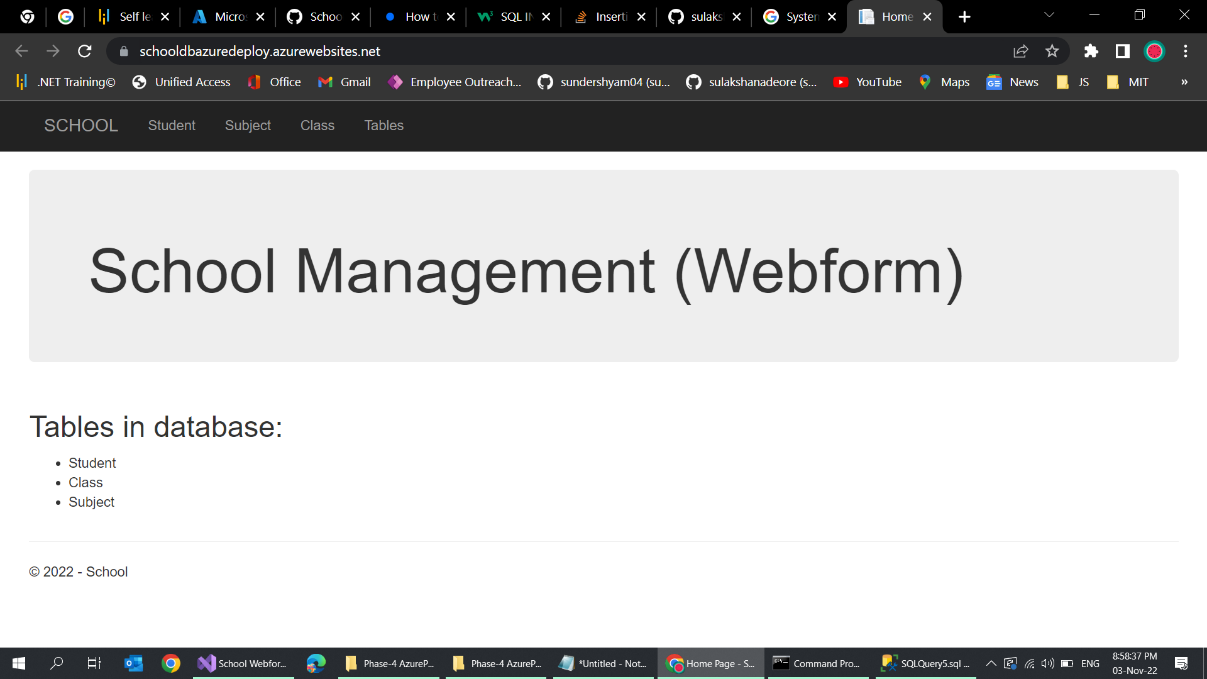 Self le
Micro
Schoo
How t
SQL IN
Inserti
sulaks
System
Home
schooldbazuredeploy.azurewebsites.net
.NET Training©
Unified Access
Office
Gmail
Employee Outreach...
sundershyam04 (su...
sulakshanadeore (s...
YouTube
Maps
News
JS
MIT
»
SCHOOL
Student
Subject
Class
Tables
School Management (Webform)
Tables in database:
Student
Class
Subject
© 2022 - School
School Webfor...
Phase-4 AzureP...
Phase-4 AzureP...
*Untitled - Not...
Home Page - S...
Command Pro...
SQLQuery5.sql ...
ENG
8:58:37 PM
03-Nov-22